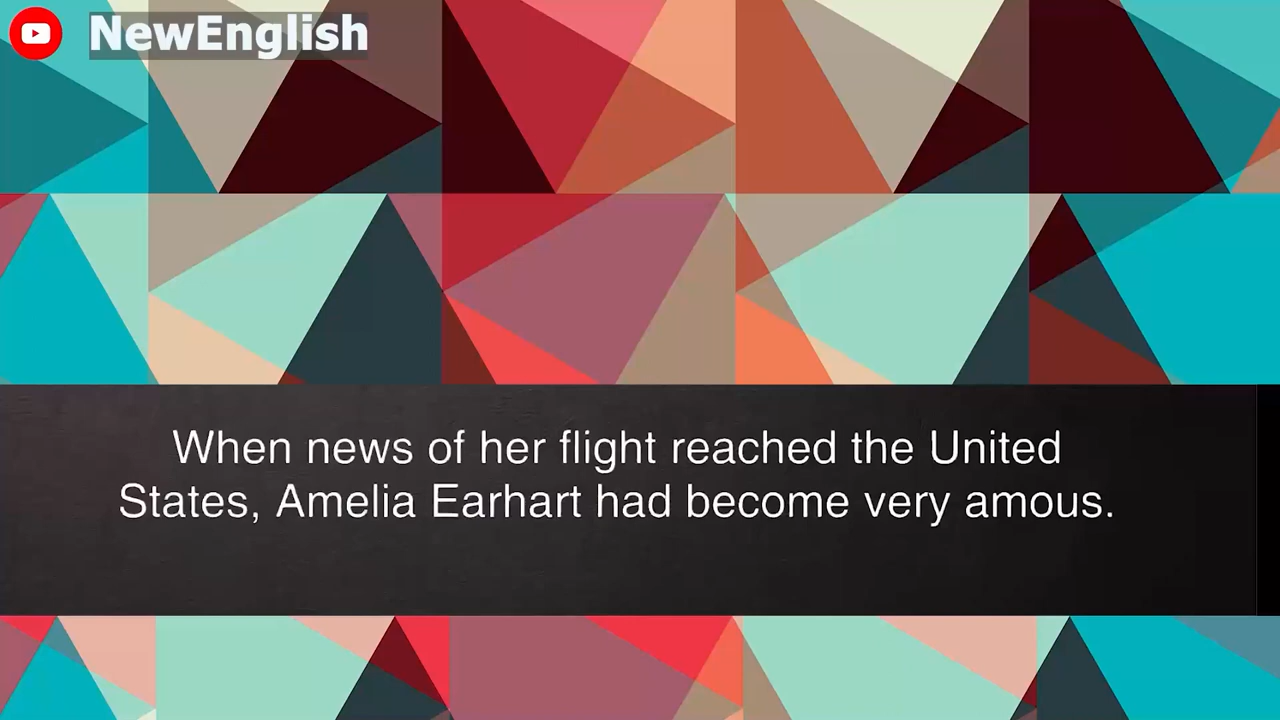 NewEnglish
When news of her flight reached the United
States, Amelia Earhart had become very amous.